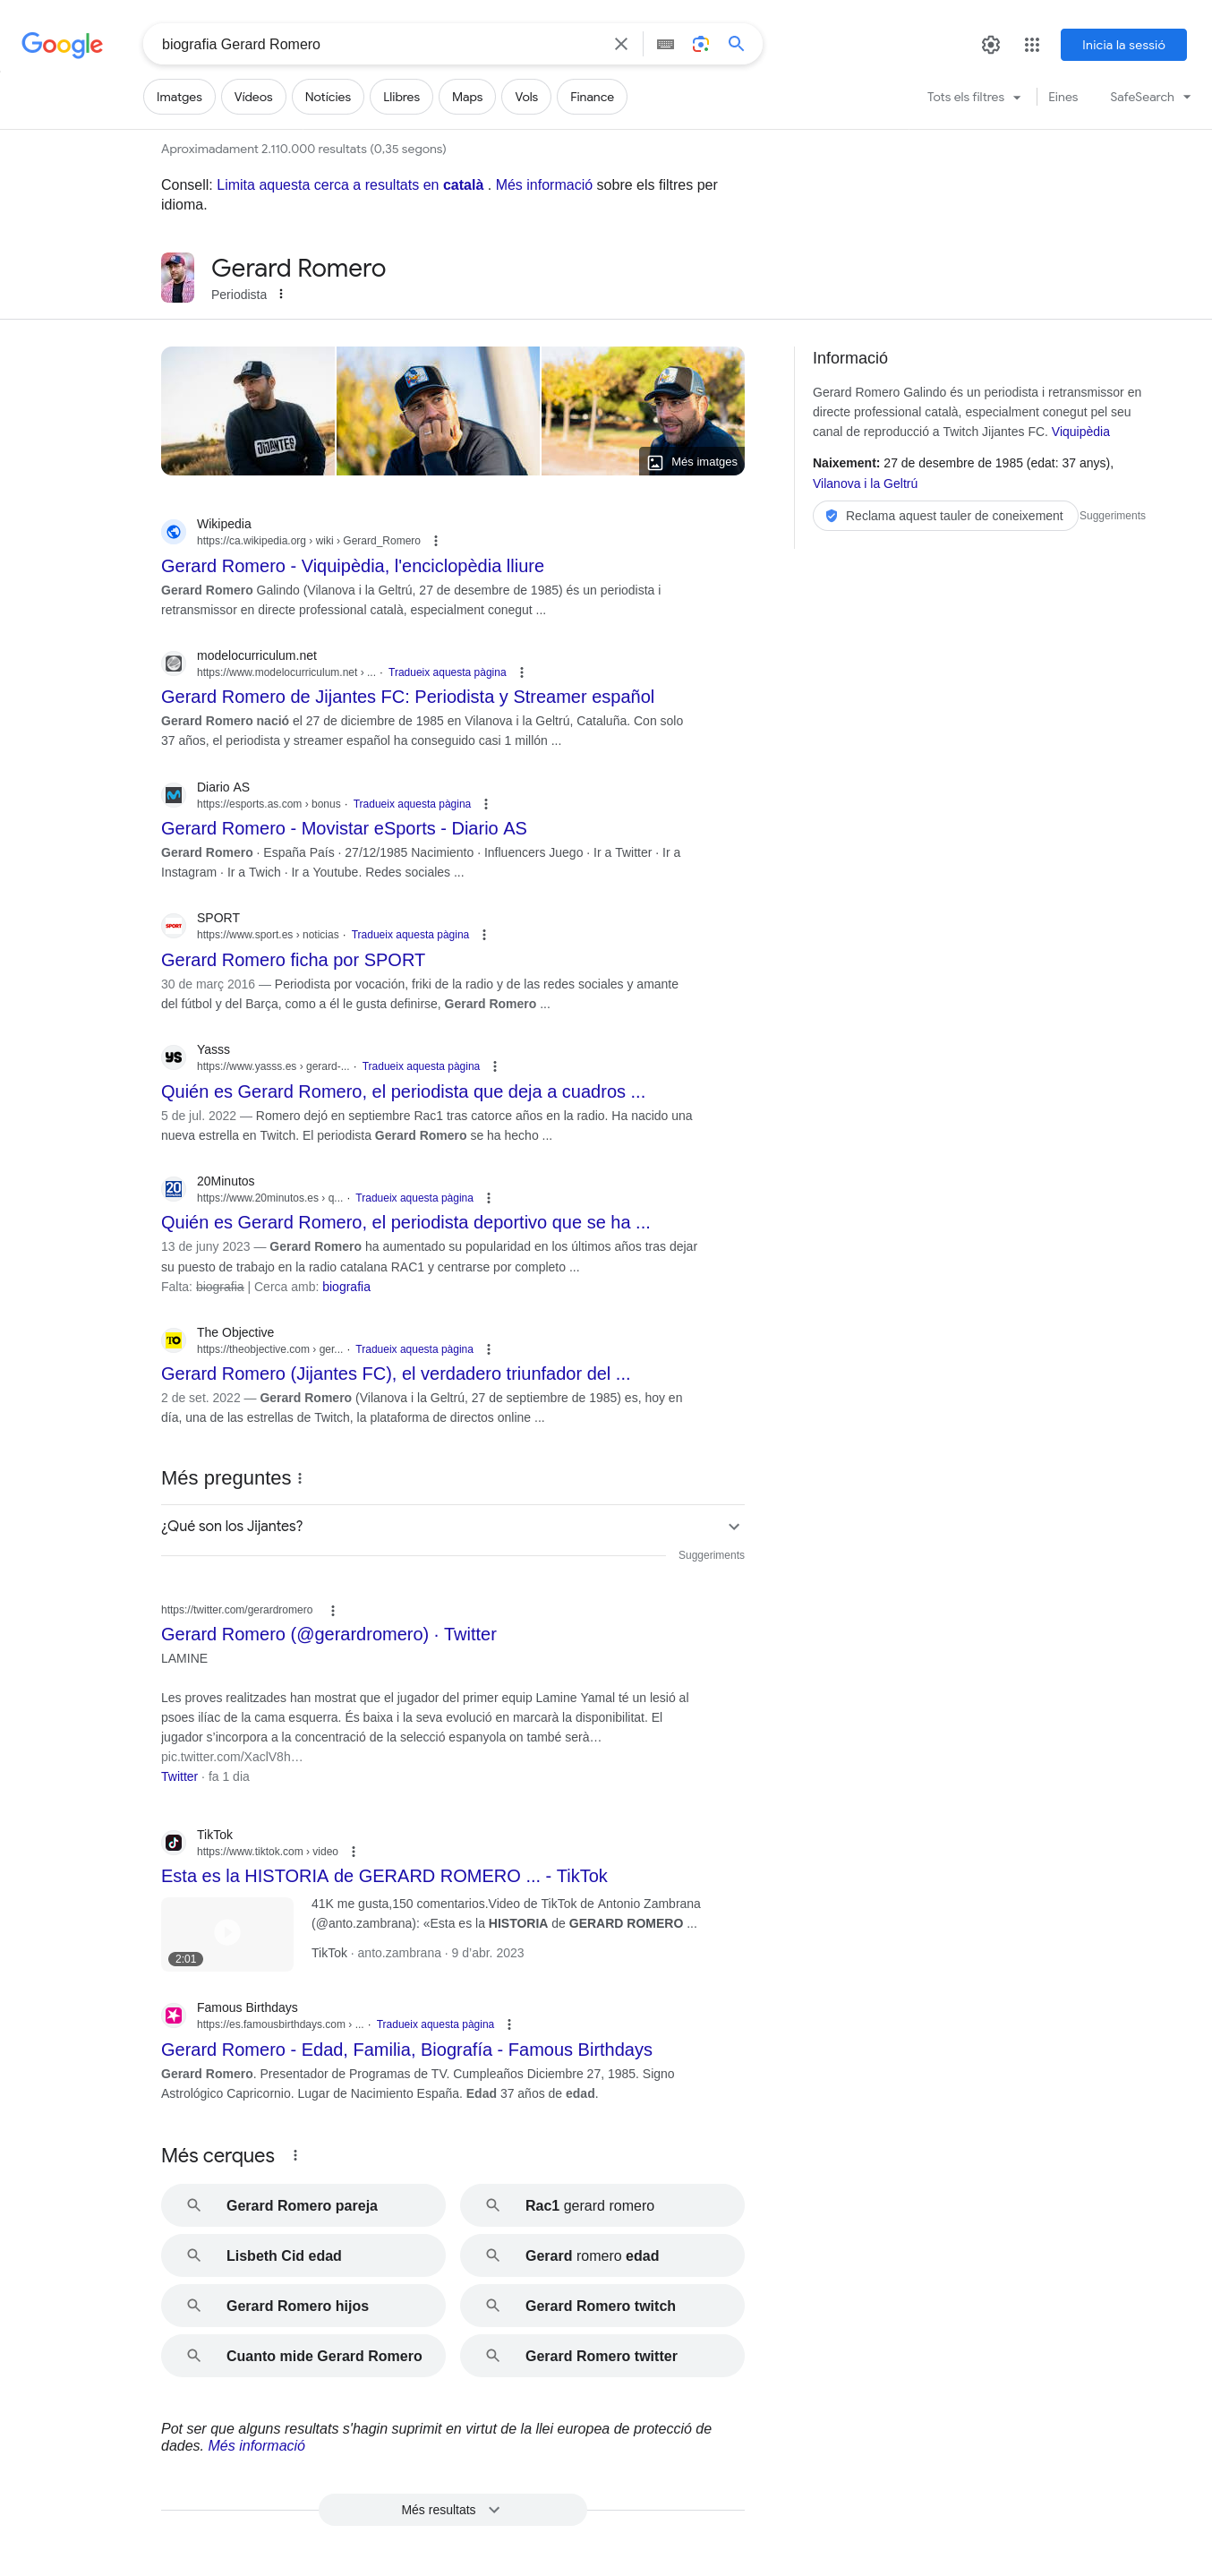 Google
biografia Gerard Romero
Inicia la sessió
Imatges
Vídeos
Notícies
Llibres
Maps
Vols
Finance
Tots els filtres
Eines
SafeSearch
Aproximadament 2.110.000 resultats (0,35 segons)
Consell: Limita aquesta cerca a resultats en català . Més informació sobre els filtres per
idioma.
Gerard Romero
Periodista
JIJANTES
Més imatges
Informació
Gerard Romero Galindo és un periodista i retransmissor en
directe professional català, especialment conegut pel seu
canal de reproducció a Twitch Jijantes FC. Viquipèdia
Naixement: 27 de desembre de 1985 (edat: 37 anys),
Vilanova i la Geltrú
Reclama aquest tauler de coneixement
Suggeriments
Wikipedia
https://ca.wikipedia.org › wiki › Gerard_Romero
Gerard Romero - Viquipèdia, l'enciclopèdia lliure
Gerard Romero Galindo (Vilanova i la Geltrú, 27 de desembre de 1985) és un periodista i
retransmissor en directe professional català, especialment conegut ...
modelocurriculum.net
https://www.modelocurriculum.net › ... · Tradueix aquesta pàgina
Gerard Romero de Jijantes FC: Periodista y Streamer español
Gerard Romero nació el 27 de diciembre de 1985 en Vilanova i la Geltrú, Cataluña. Con solo
37 años, el periodista y streamer español ha conseguido casi 1 millón ...
Diario AS
https://esports.as.com › bonus · Tradueix aquesta pàgina
Gerard Romero - Movistar eSports - Diario AS
Gerard Romero · España País · 27/12/1985 Nacimiento · Influencers Juego · Ir a Twitter · Ir a
Instagram · Ir a Twich · Ir a Youtube. Redes sociales ...
SPORT
SPORT
https://www.sport.es › noticias · Tradueix aquesta pàgina
Gerard Romero ficha por SPORT
30 de març 2016 — Periodista por vocación, friki de la radio y de las redes sociales y amante
del fútbol y del Barça, como a él le gusta definirse, Gerard Romero ...
YS
Yasss
https://www.yasss.es › gerard-... · Tradueix aquesta pàgina
Quién es Gerard Romero, el periodista que deja a cuadros ...
5 de jul. 2022 — Romero dejó en septiembre Rac1 tras catorce años en la radio. Ha nacido una
nueva estrella en Twitch. El periodista Gerard Romero se ha hecho ...
20
20Minutos
https://www.20minutos.es › q... · Tradueix aquesta pàgina
Quién es Gerard Romero, el periodista deportivo que se ha ...
13 de juny 2023 — Gerard Romero ha aumentado su popularidad en los últimos años tras dejar
su puesto de trabajo en la radio catalana RAC1 y centrarse por completo ...
Falta: biografia | Cerca amb: biografia
TO
The Objective
https://theobjective.com › ger... · Tradueix aquesta pàgina
Gerard Romero (Jijantes FC), el verdadero triunfador del ...
2 de set. 2022 — Gerard Romero (Vilanova i la Geltrú, 27 de septiembre de 1985) es, hoy en
día, una de las estrellas de Twitch, la plataforma de directos online ...
Més preguntes
¿Qué son los Jijantes?
Suggeriments
https://twitter.com/gerardromero
Gerard Romero (@gerardromero) · Twitter
LAMINE
Les proves realitzades han mostrat que el jugador del primer equip Lamine Yamal té un lesió al
psoes ilíac de la cama esquerra. És baixa i la seva evolució en marcarà la disponibilitat. El
jugador s’incorpora a la concentració de la selecció espanyola on també serà…
pic.twitter.com/XaclV8h…
Twitter · fa 1 dia
TikTok
https://www.tiktok.com › video
Esta es la HISTORIA de GERARD ROMERO ... - TikTok
41K me gusta,150 comentarios.Video de TikTok de Antonio Zambrana
(@anto.zambrana): «Esta es la HISTORIA de GERARD ROMERO ...
2:01
TikTok · anto.zambrana · 9 d’abr. 2023
Famous Birthdays
https://es.famousbirthdays.com › ... · Tradueix aquesta pàgina
Gerard Romero - Edad, Familia, Biografía - Famous Birthdays
Gerard Romero. Presentador de Programas de TV. Cumpleaños Diciembre 27, 1985. Signo
Astrológico Capricornio. Lugar de Nacimiento España. Edad 37 años de edad.
Més cerques
Gerard Romero pareja
Rac1 gerard romero
Lisbeth Cid edad
Gerard romero edad
Gerard Romero hijos
Gerard Romero twitch
Cuanto mide Gerard Romero
Gerard Romero twitter
Pot ser que alguns resultats s'hagin suprimit en virtut de la llei europea de protecció de
dades. Més informació
Més resultats